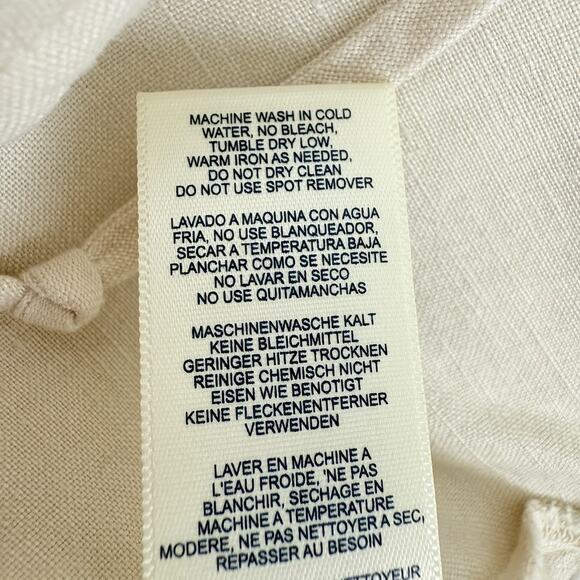 MACHINE WASH IN COLD
WATER, NO BLEACH,
TUMBLE DRY LOW,
WARM IRON AS NEEDED,
DO NOT DRY CLEAN
DO NOT USE SPOT REMOVER
LAVADO A MAQUINA CON AGUA
FRIA, NO USE BLANQUEADOR,
SECAR A TEMPERATURA BAJA
PLANCHAR COMO SE NECESITE
NO LAVAR EN SECO
NO USE QUITAMANCHAS
MASCHINENWASCHE KALT
KEINE BLEICHMITTEL
GERINGER HITZE TROCKNEN
REINIGE CHEMISCH NICHT
EISEN WIE BENÖTIGT
KEINE FLECKENENTFERNER
VERWENDEN
LAVER EN MACHINE A
L'EAU FROIDE, 'NE PAS
BLANCHIR, SECHAGE EN
MACHINE A TEMPERATURE
MODERE, NE PAS NETTOYER A SEC,
REPASSER AU BESOIN